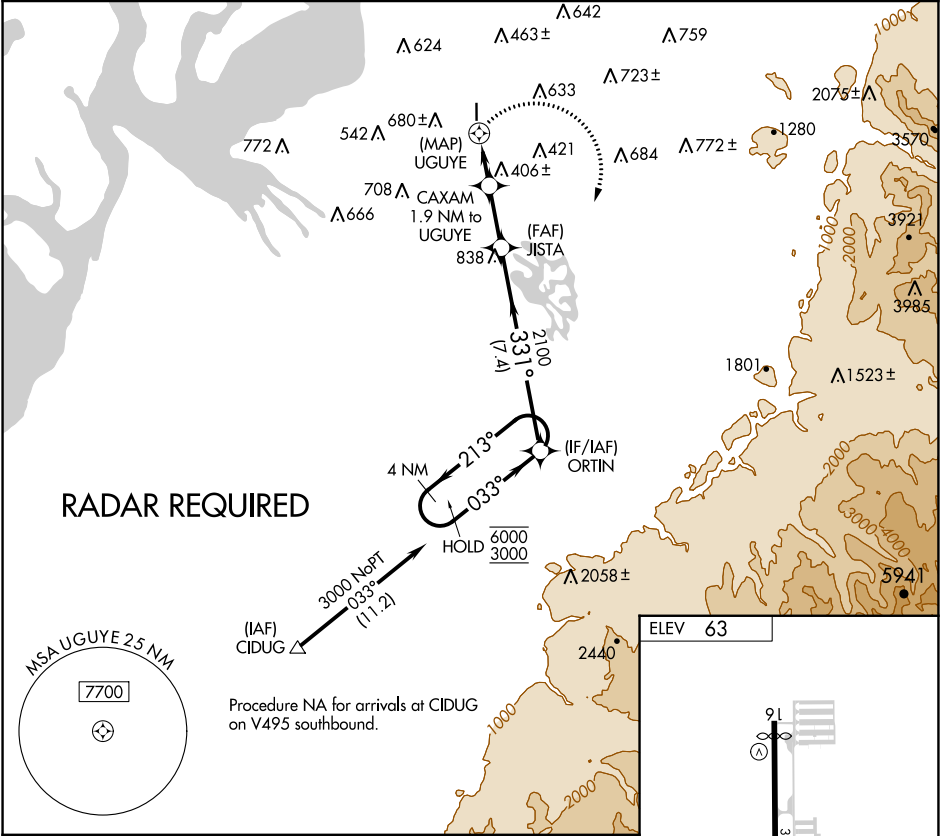 642
624
463±
759
1000
723±
633
2075±
680±
542
1280
3570
772
(MAP)
UGUYE
421
684
772±
406±
708
CAXAM
1.9 NM to
UGUYE
666
(FAF)
JISTA
838
3921
1000
2000
3985
2100
331°
(7.4)
1801
1523±
213°
(IF/IAF)
ORTIN
4 NM
033°
2000
RADAR REQUIRED
HOLD
6000
3000
3000
4000
3000 NoPT
033°
(11.2)
2058±
5941
(IAF)
CIDUG
ELEV 63
2440
MSA UGUYE 25 NM
7700
Procedure NA for arrivals at CIDUG
on V495 southbound.
1000
16
V
2000
3